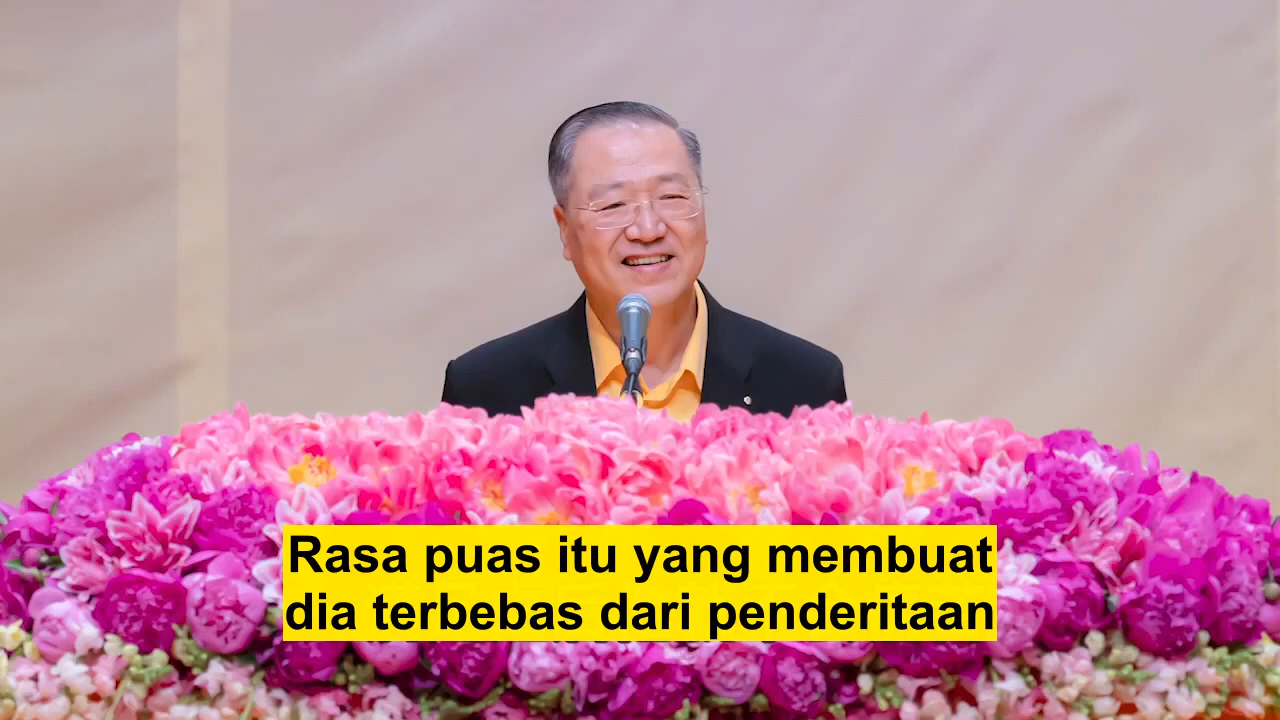 Rasa puas itu yang membuat
dia terbebas dari penderitaan